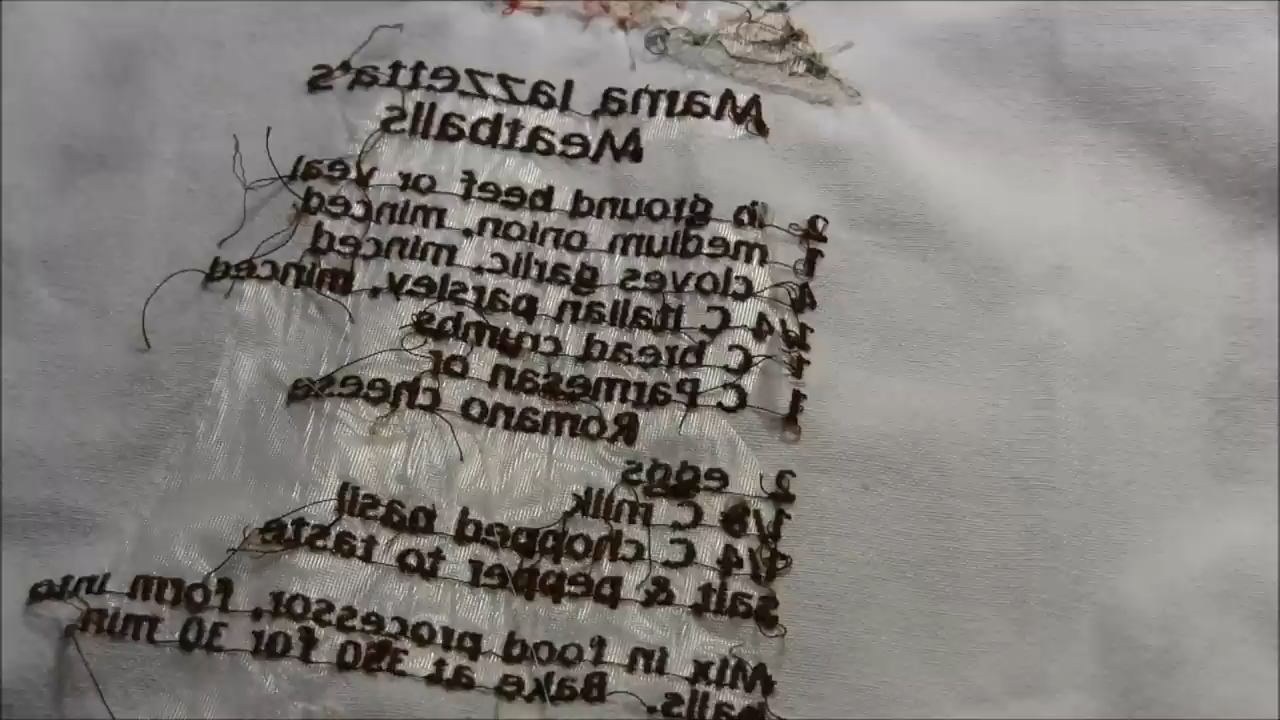 Mama Iazzetta's
Meatballs
2 lb ground beef or veal
1 medium onion, minced
4 cloves garlic, minced
1/4 C Italian parsley, minced
C bread crumbs
1 C Parmesan or
Romano cheese
2 eggs
1/8 C milk
1/4 C chopped basil
salt & pepper to taste
Mix in food processor, form into
balls. Bake at 350 for 30 min